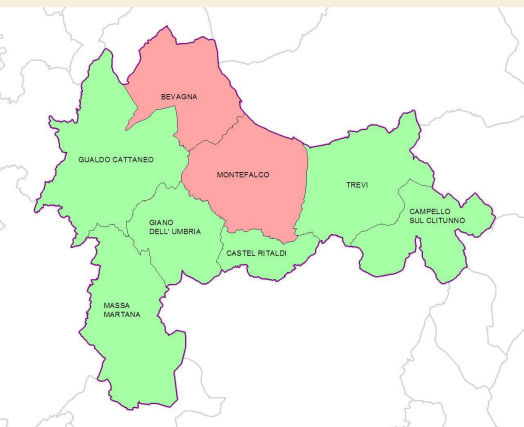 BEVAGNA
GUALDO CATTANEO
MONTEFALCO
TREVI
CAMPELLO
SUL CLITUNNO
GIANO
DELL' UMBRIA
CASTEL RITALDI
MASSA
MARTANA